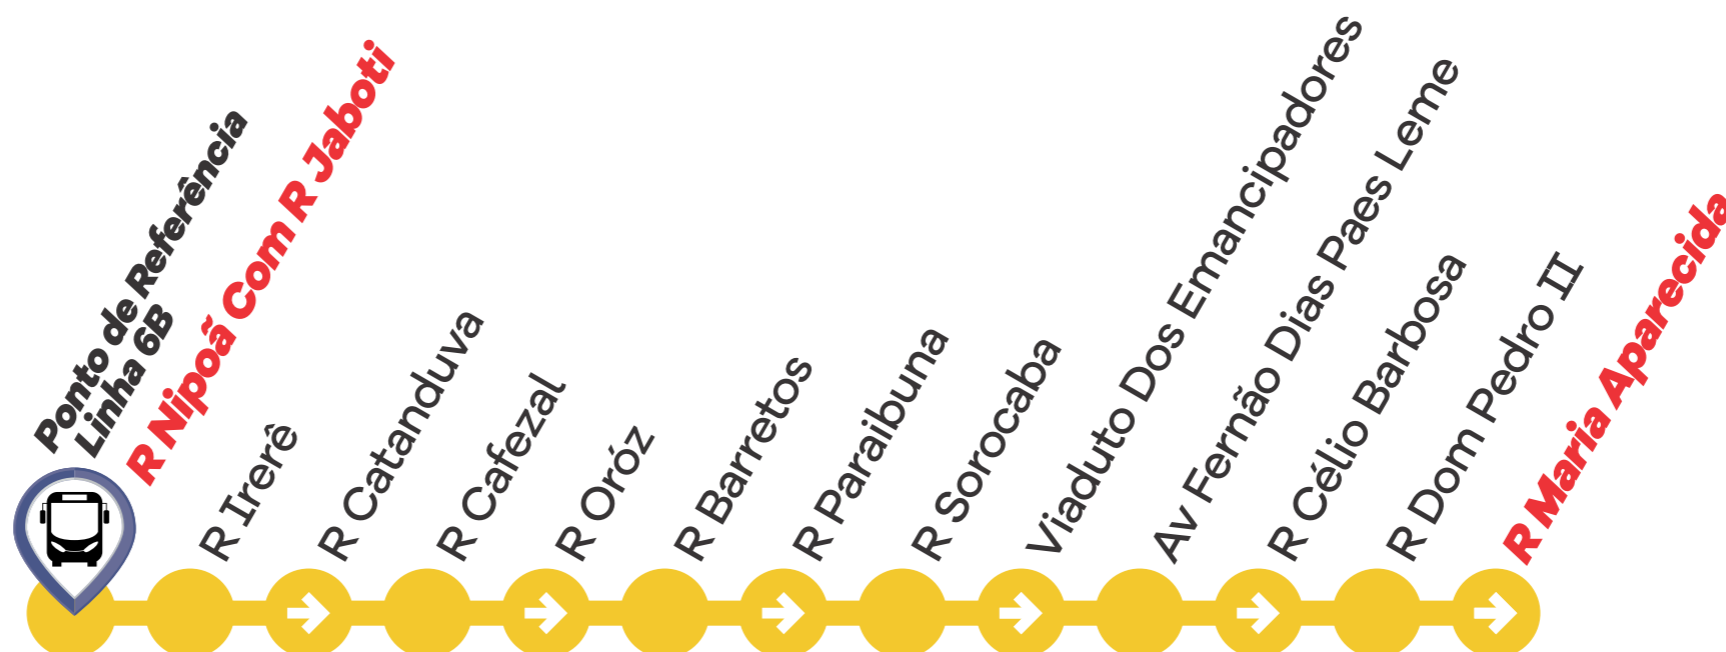 Ponto de Referência
Linha 6B
R Nipoã Com R Jaboti
R Irerê
R Catanduva
R Cafezal
R Oróz
R Barretos
R Paraibuna
R Sorocaba
Viaduto Dos Emancipadores
Av Fernão Dias Paes Leme
R Célio Barbosa
R Dom Pedro II
R Maria Aparecida